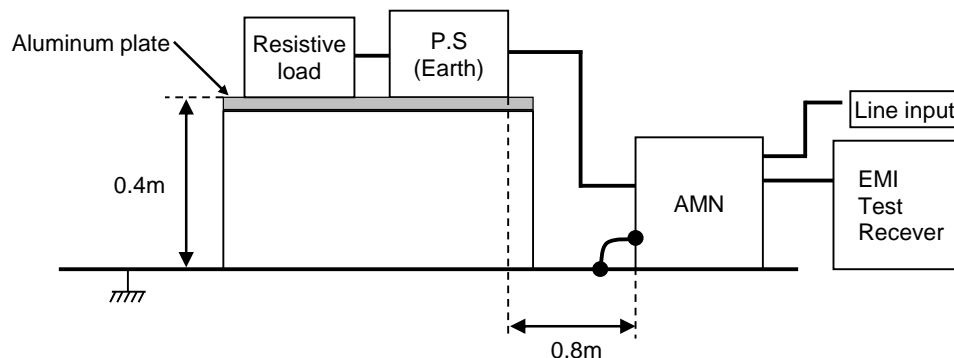 Aluminum plate
Resistive
load
P.S
(Earth)
Line input
0.4m
AMN
EMI
Test
Recever
0.8m